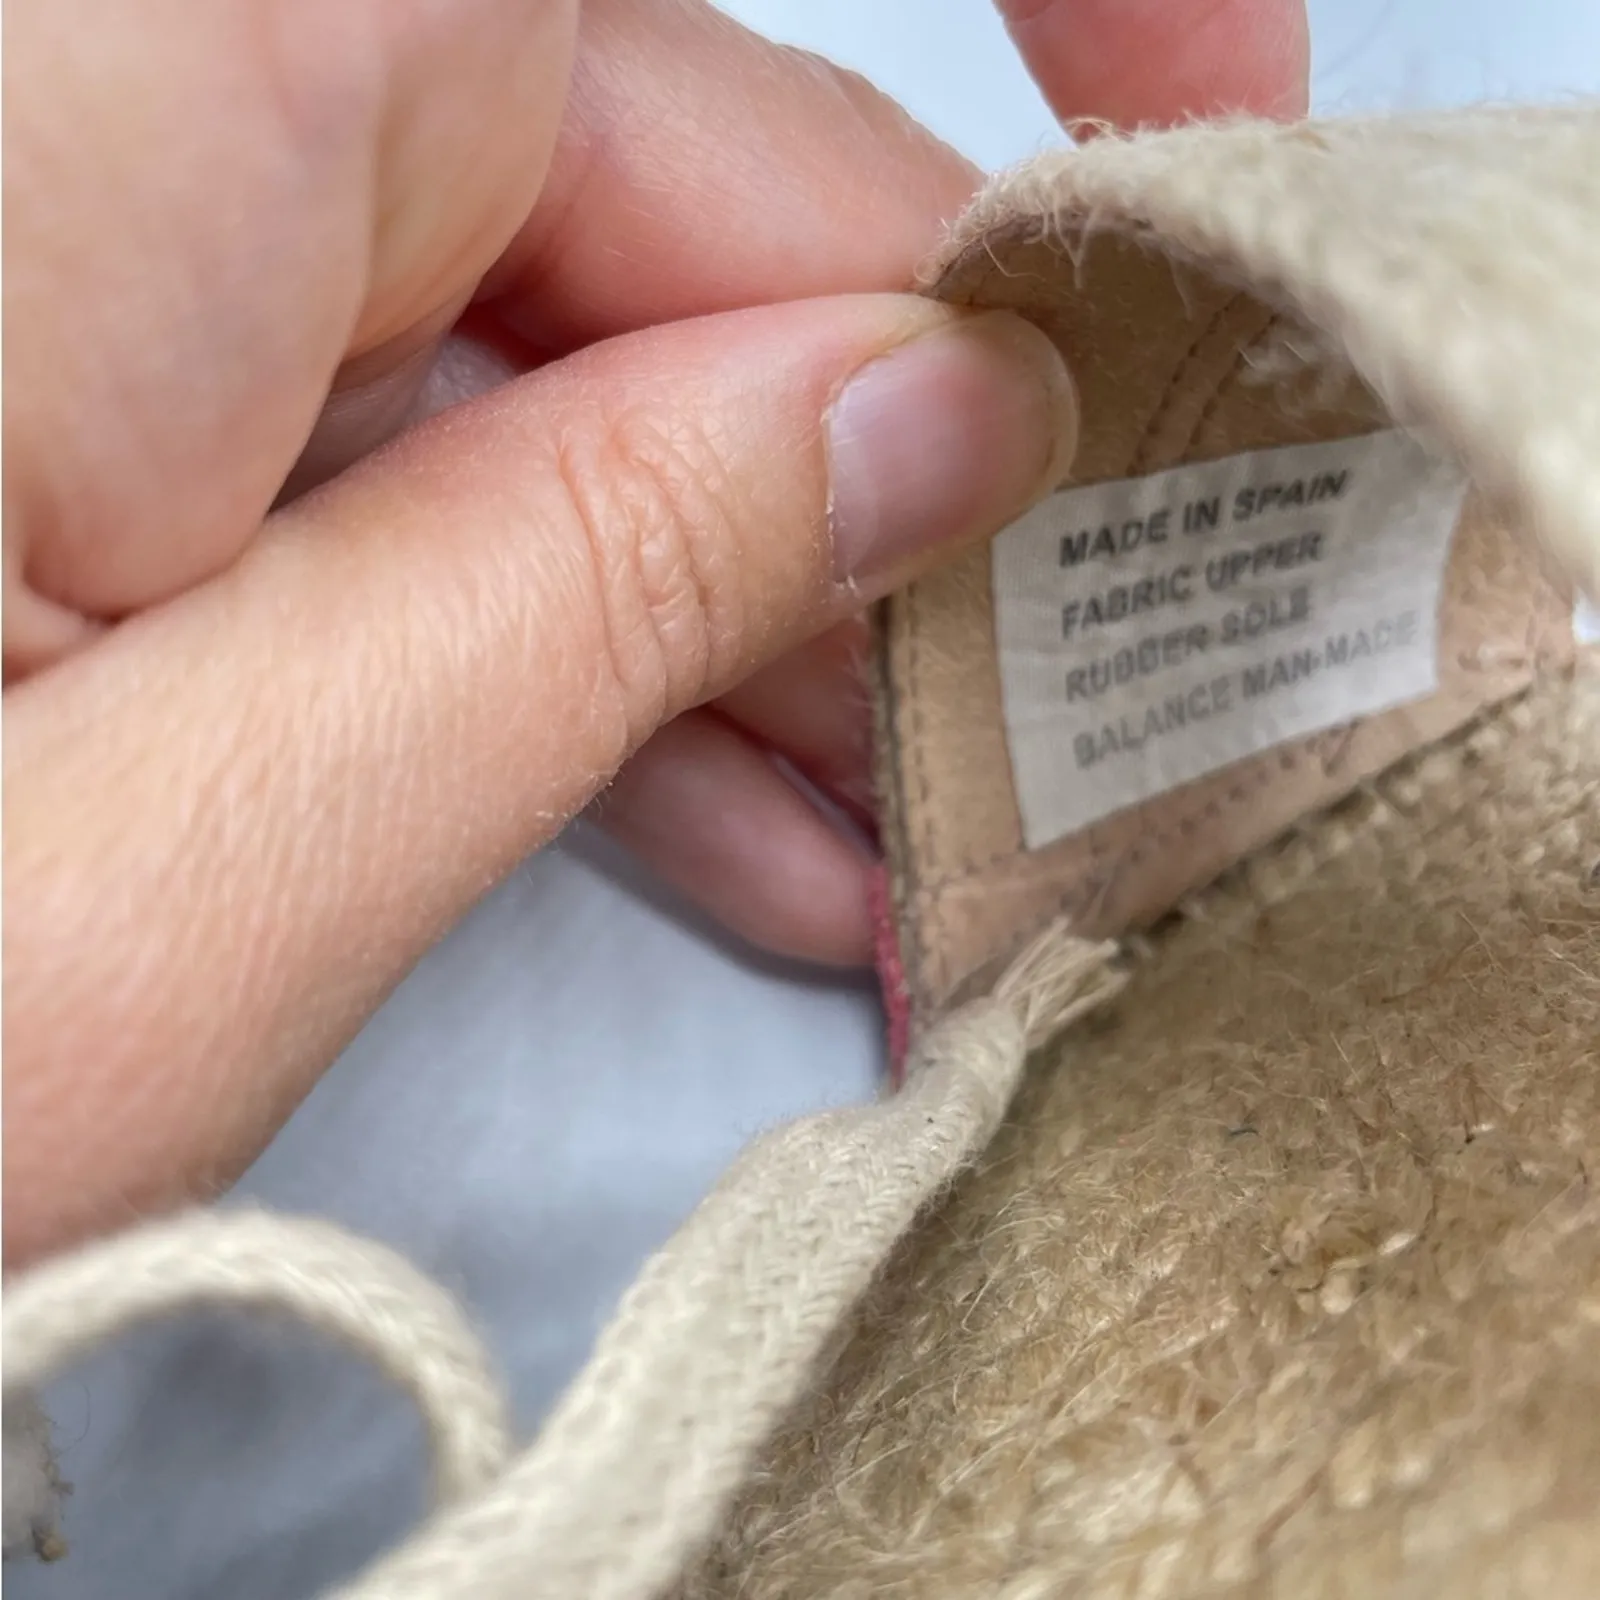 MADE IN SPAIN
FABRIC UPPER
RUBBER SOLE
BALANCE MAN-MADE